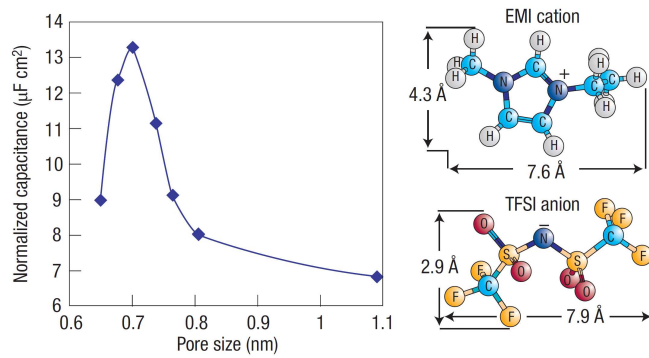 Normalized capacitance (μF cm²)
14
13
12
11
10
9
8
7
6
0.6 0.7 0.8 0.9 1 1.1
Pore size (nm)
EMI cation
H H
C C H H
H H N + C C H
4.3 Å N H H
C C
H H
7.6 Å
TFSI anion
O N − F F C
S S F
2.9 Å F O O O
F C
F
7.9 Å